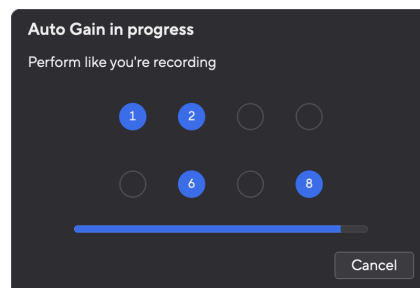 Auto Gain in progress
Perform like you're recording
1 2
6 8
Cancel